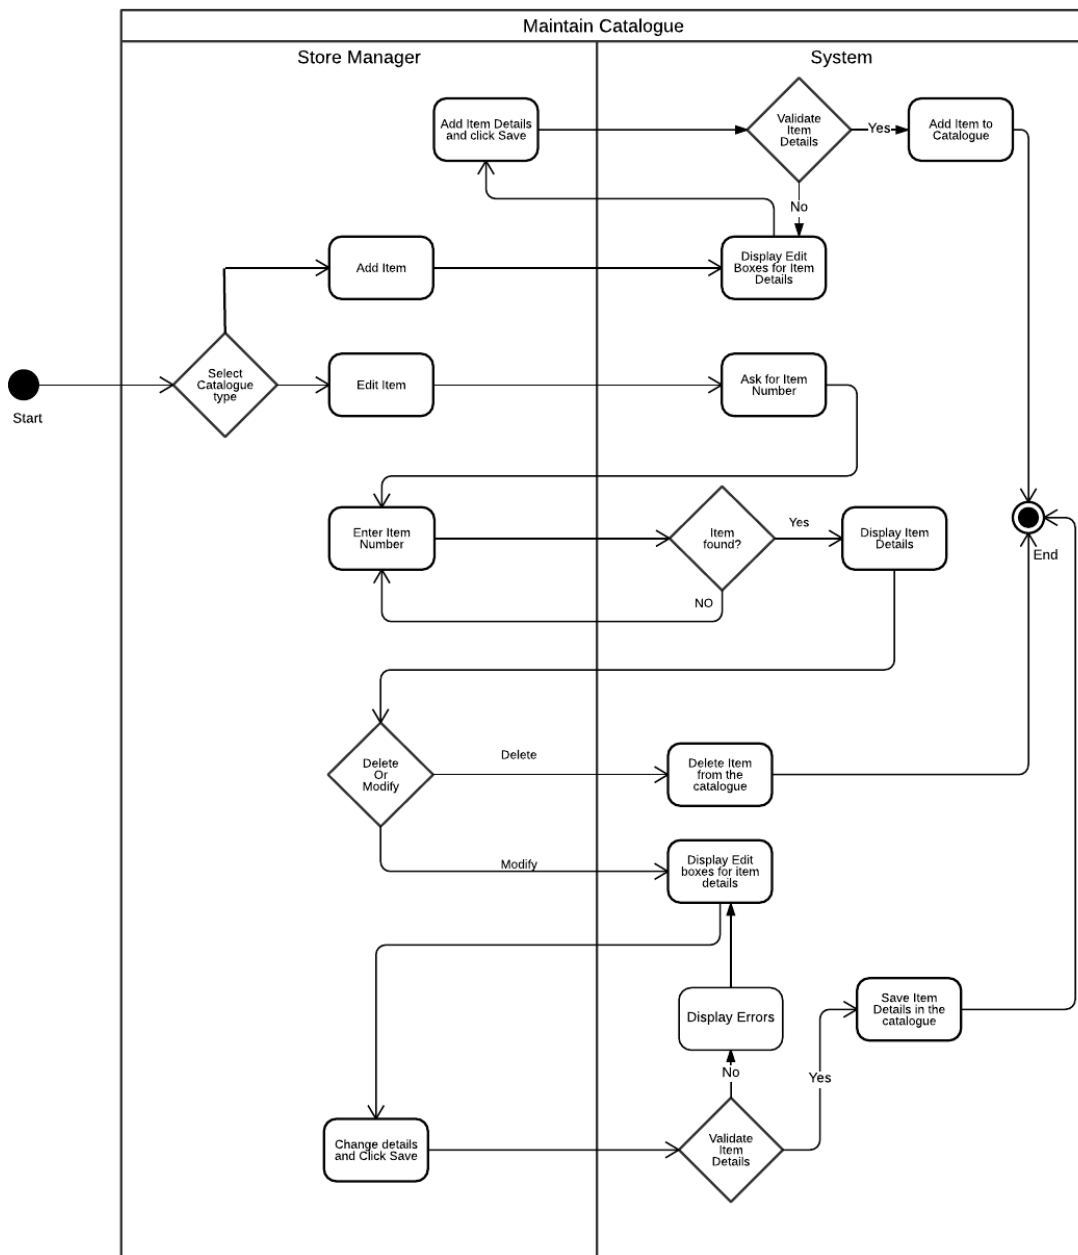 Maintain Catalogue
Store Manager
System
Add Item Details
and click Save
Validate
Item
Details
Yes
Add Item to
Catalogue
No
Add Item
Display Edit
Boxes for Item
Details
Start
Select
Catalogue
type
Edit Item
Ask for Item
Number
Enter Item
Number
Item
found?
Yes
Display Item
Details
End
NO
Delete
Or
Modify
Delete
Delete Item
from the
catalogue
Modify
Display Edit
boxes for item
details
Display Errors
Save Item
Details in the
catalogue
No
Yes
Change details
and Click Save
Validate
Item
Details